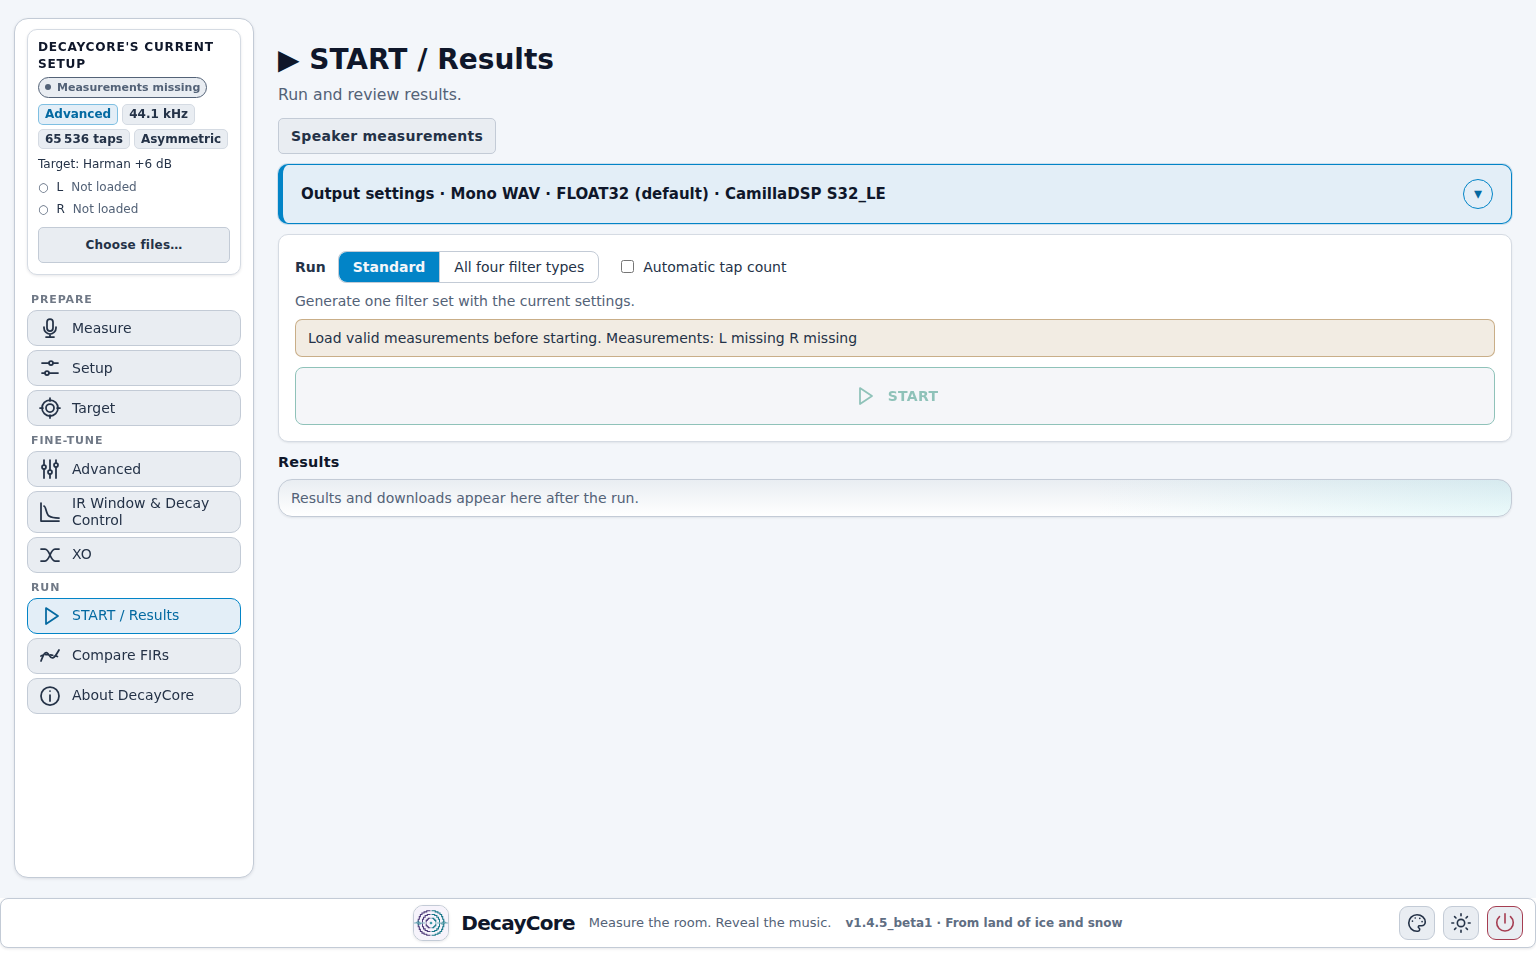 DECAYCORE'S CURRENT
SETUP
Measurements missing
Advanced
44.1 kHz
65 536 taps
Asymmetric
Target: Harman +6 dB
L Not loaded
R Not loaded
Choose files…
PREPARE
Measure
Setup
Target
FINE-TUNE
Advanced
IR Window & Decay
Control
XO
RUN
START / Results
Compare FIRs
About DecayCore
▶ START / Results
Run and review results.
Speaker measurements
Output settings · Mono WAV · FLOAT32 (default) · CamillaDSP S32_LE
▼
Run
Standard
All four filter types
Automatic tap count
Generate one filter set with the current settings.
Load valid measurements before starting. Measurements: L missing R missing
START
Results
Results and downloads appear here after the run.
DecayCore
Measure the room. Reveal the music.
v1.4.5_beta1 · From land of ice and snow